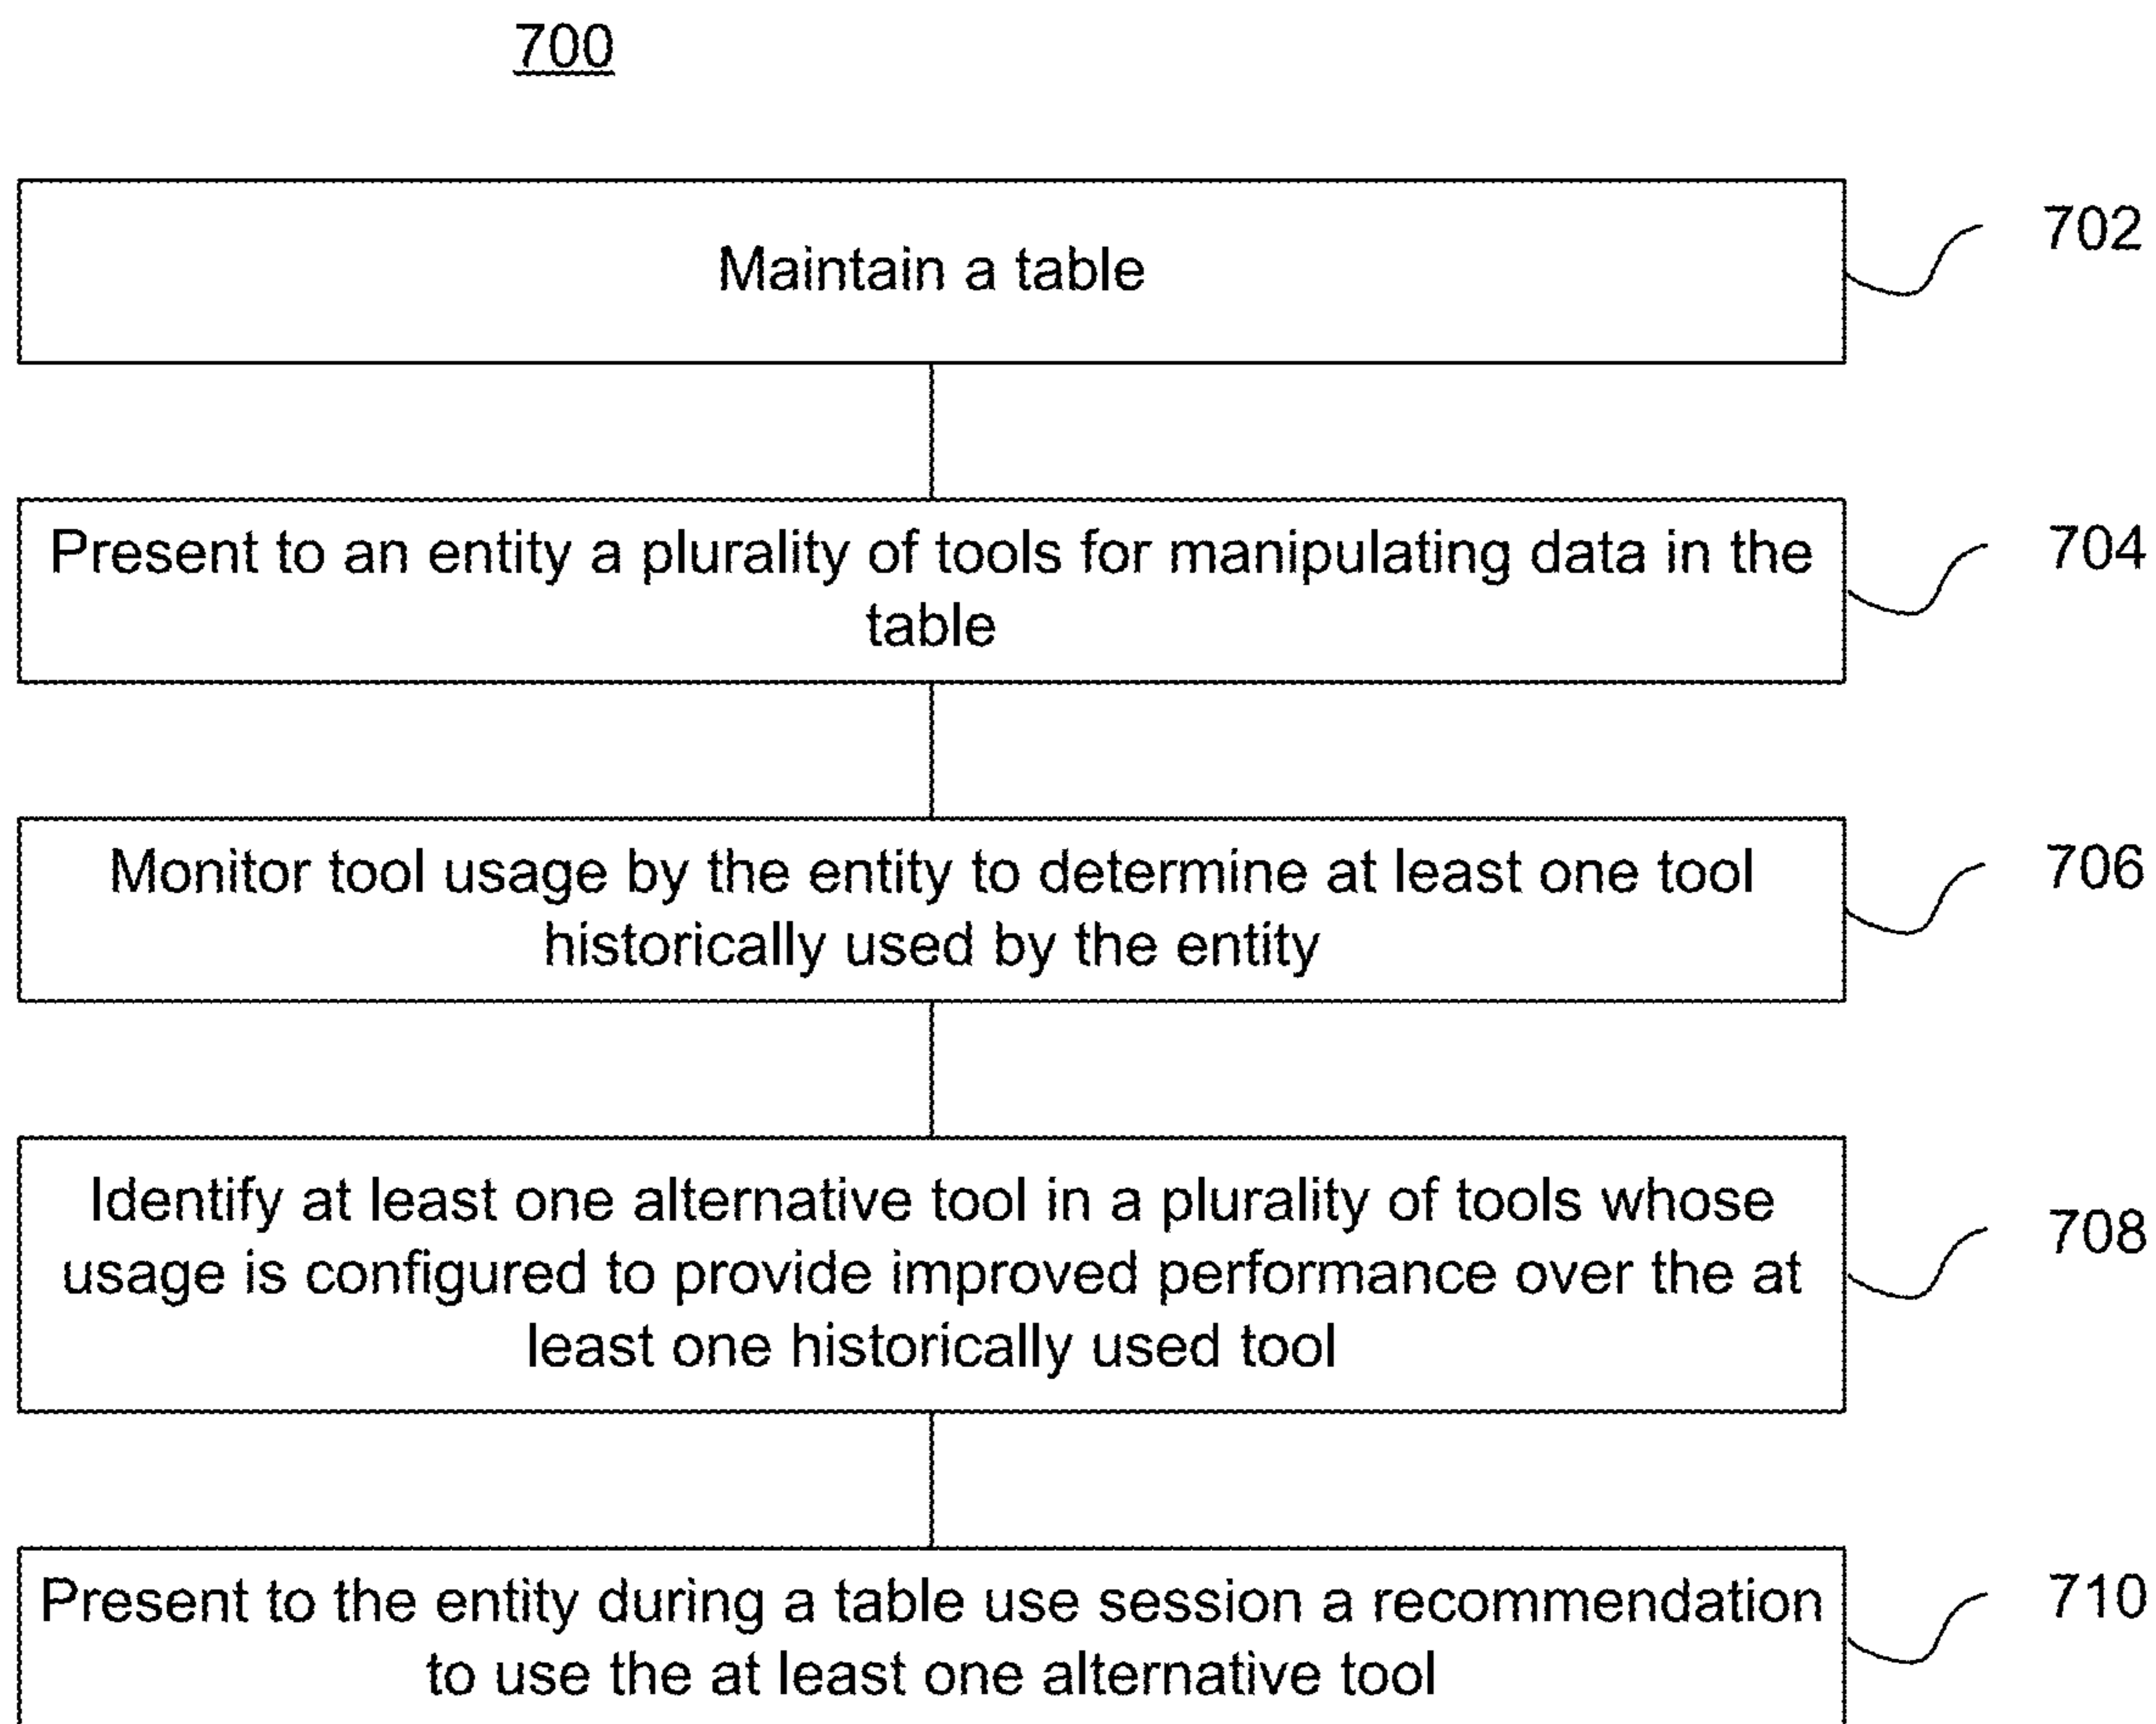 700
Maintain a table
702
Present to an entity a plurality of tools for manipulating data in the
table
704
Monitor tool usage by the entity to determine at least one tool
historically used by the entity
706
Identify at least one alternative tool in a plurality of tools whose
usage is configured to provide improved performance over the at
least one historically used tool
708
Present to the entity during a table use session a recommendation
to use the at least one alternative tool
710